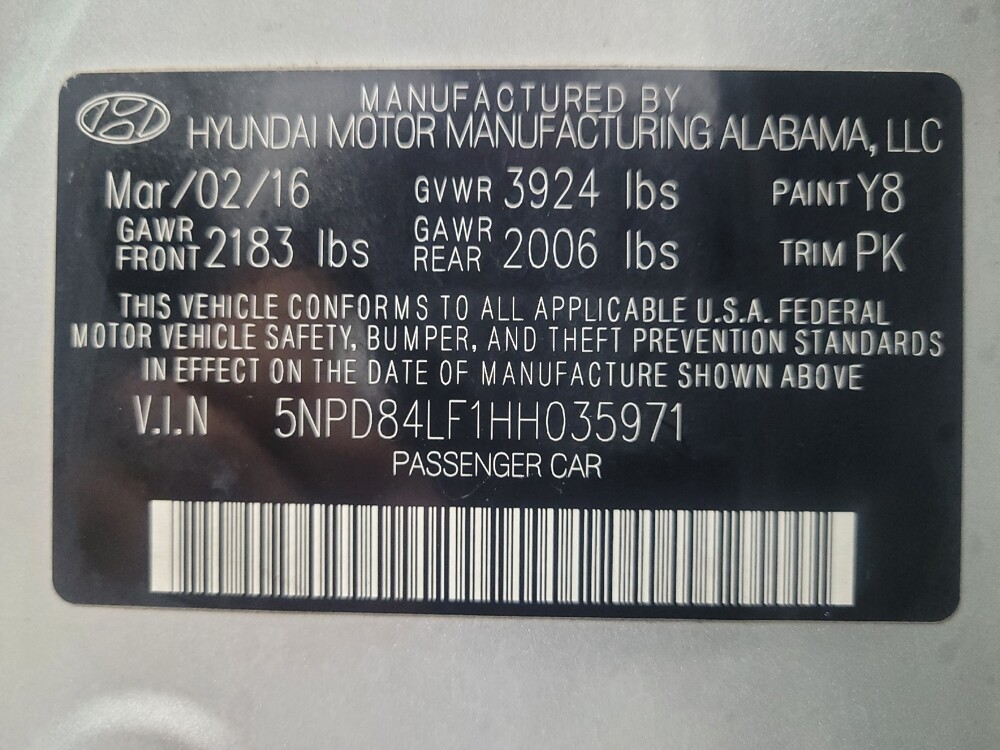 MANUFACTURED BY
HYUNDAI MOTOR MANUFACTURING ALABAMA, LLC
Mar/02/16 GVWR 3924 lbs PAINT Y8
GAWR FRONT 2183 lbs GAWR REAR 2006 lbs TRIM PK
THIS VEHICLE CONFORMS TO ALL APPLICABLE U.S.A. FEDERAL
MOTOR VEHICLE SAFETY, BUMPER, AND THEFT PREVENTION STANDARDS
IN EFFECT ON THE DATE OF MANUFACTURE SHOWN ABOVE
V.I.N 5NPD84LF1HH035971
PASSENGER CAR